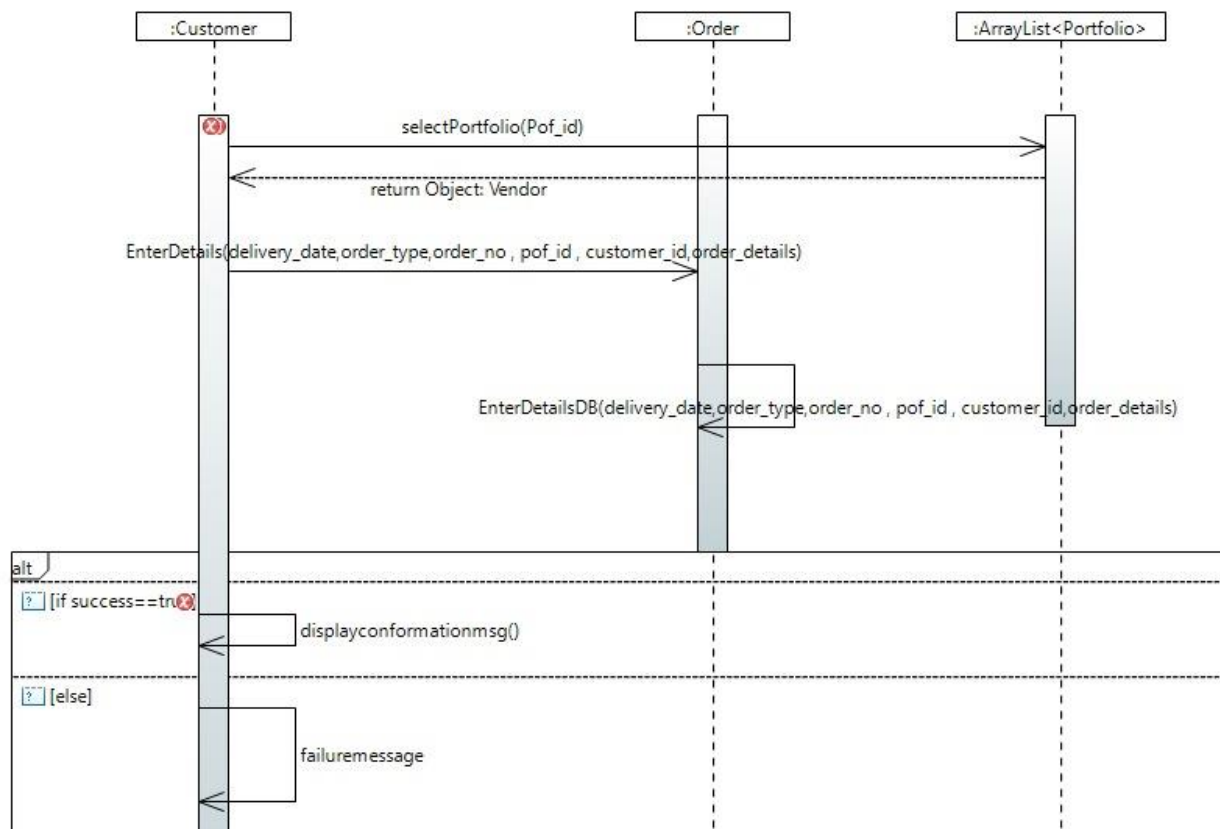 :Customer
:Order
:ArrayList<Portfolio>
selectPortfolio(Pof_id)
return Object: Vendor
EnterDetails(delivery_date,order_type,order_no , pof_id , customer_id,order_details)
EnterDetailsDB(delivery_date,order_type,order_no , pof_id , customer_id,order_details)
alt
[if success==tru]
displayconformationmsg()
[else]
failuremessage